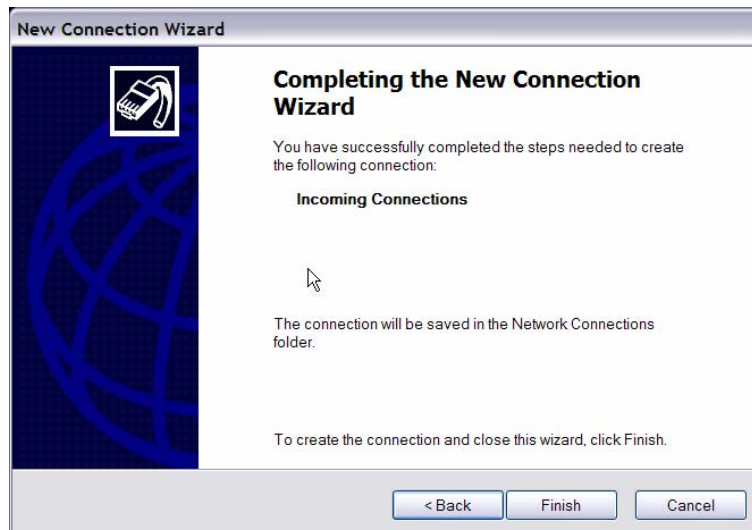 New Connection Wizard
Completing the New Connection
Wizard
You have successfully completed the steps needed to create
the following connection:
Incoming Connections
The connection will be saved in the Network Connections
folder.
To create the connection and close this wizard, click Finish.
< Back Finish Cancel